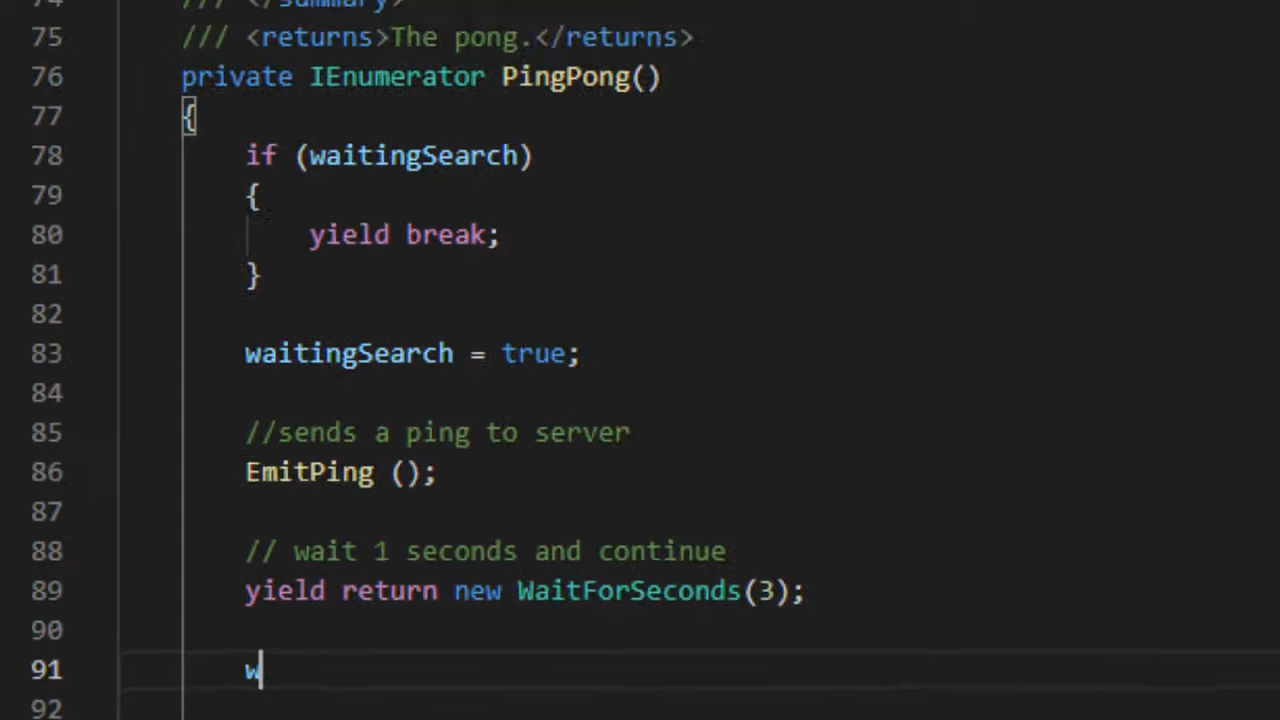 74 /// </summary>
75 /// <returns>The pong.</returns>
76 private IEnumerator PingPong()
77 {
78 if (waitingSearch)
79 {
80 yield break;
81 }
82
83 waitingSearch = true;
84
85 //sends a ping to server
86 EmitPing ();
87
88 // wait 1 seconds and continue
89 yield return new WaitForSeconds(3);
90
91 w
92